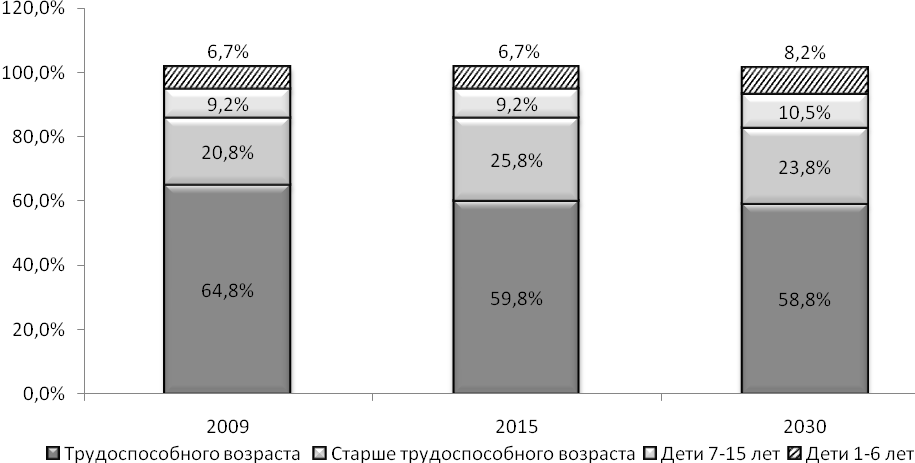 120,0%
6,7% 6,7% 8,2%
100,0%
9,2% 9,2% 10,5%
80,0%
20,8% 25,8% 23,8%
60,0%
40,0%
64,8% 59,8% 58,8%
20,0%
0,0%
2009 2015 2030
Трудоспособного возраста Старше трудоспособного возраста Дети 7-15 лет Дети 1-6 лет